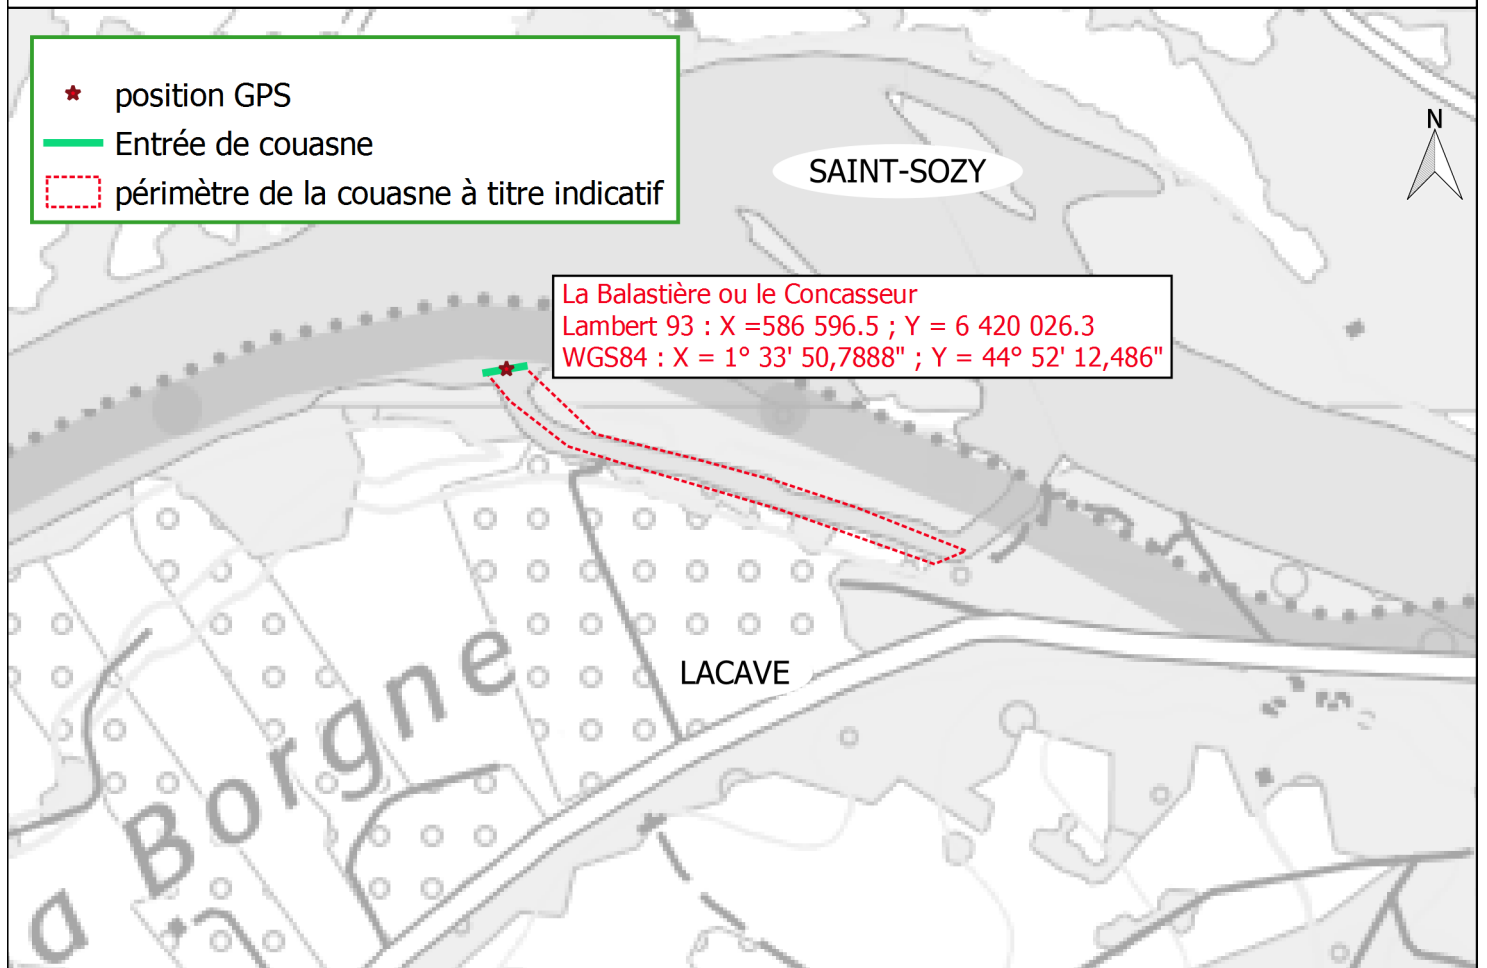 position GPS
Entrée de couasne
périmètre de la couasne à titre indicatif
N
SAINT-SOZY
La Balastière ou le Concasseur
Lambert 93 : X =586 596.5 ; Y = 6 420 026.3
WGS84 : X = 1° 33' 50,7888" ; Y = 44° 52' 12,486"
LACAVE
a Borgne